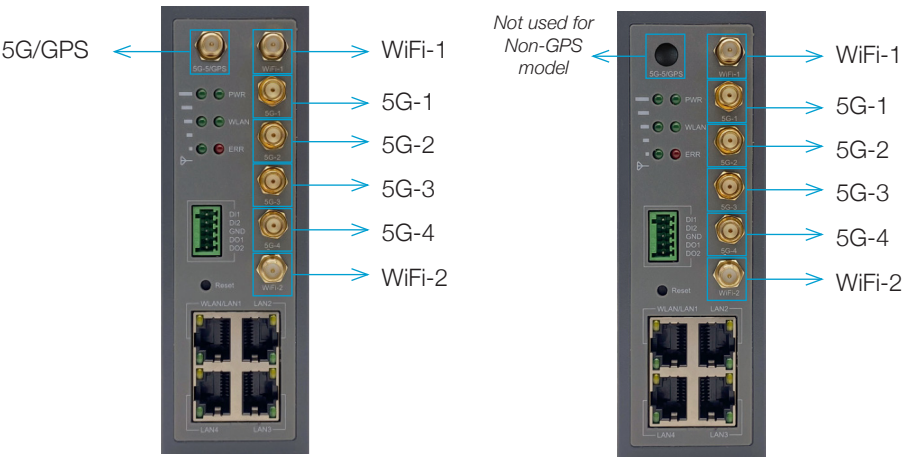 5G/GPS
5G-5/GPS
WiFi-1
WiFi-1
5G-1
5G-1
PWR
WLAN
5G-2
5G-2
ERR
5G-3
5G-3
DI1
DI2
GND
DO1
DO2
5G-4
5G-4
WiFi-2
WiFi-2
Reset
WLAN/LAN1 LAN2
LAN4 LAN3
Not used for
Non-GPS
model
5G-5/GPS
WiFi-1
WiFi-1
5G-1
5G-1
PWR
WLAN
5G-2
5G-2
ERR
5G-3
5G-3
DI1
DI2
GND
DO1
DO2
5G-4
5G-4
WiFi-2
WiFi-2
Reset
WLAN/LAN1 LAN2
LAN4 LAN3